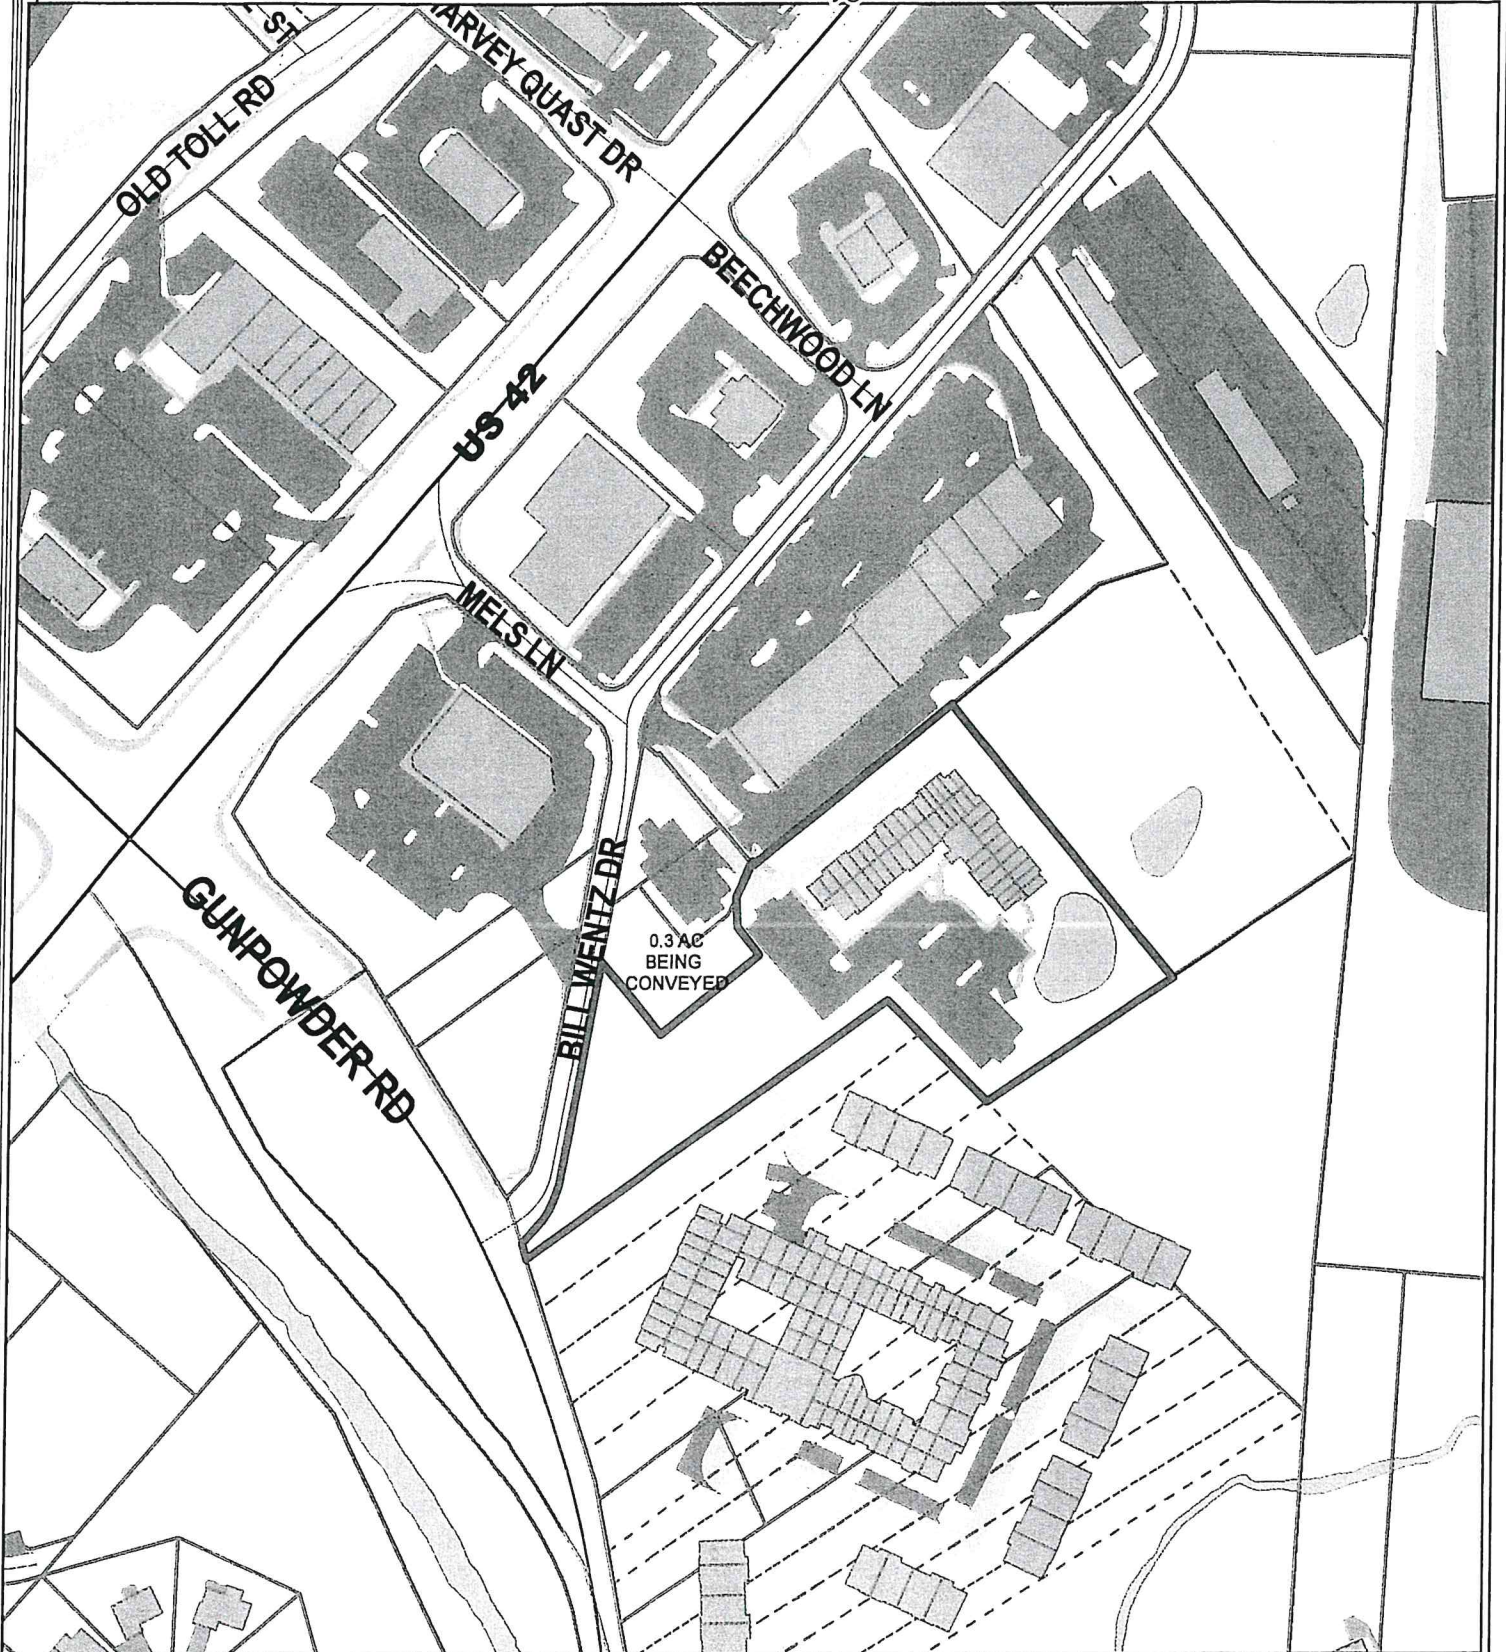 ST
HARVEY QUAST DR
OLD TOLL RD
BEECHWOOD LN
US 42
MELS LN
BILL WENTZ DR
GUNPOWDER RD
0.3 AC
BEING
CONVEYED